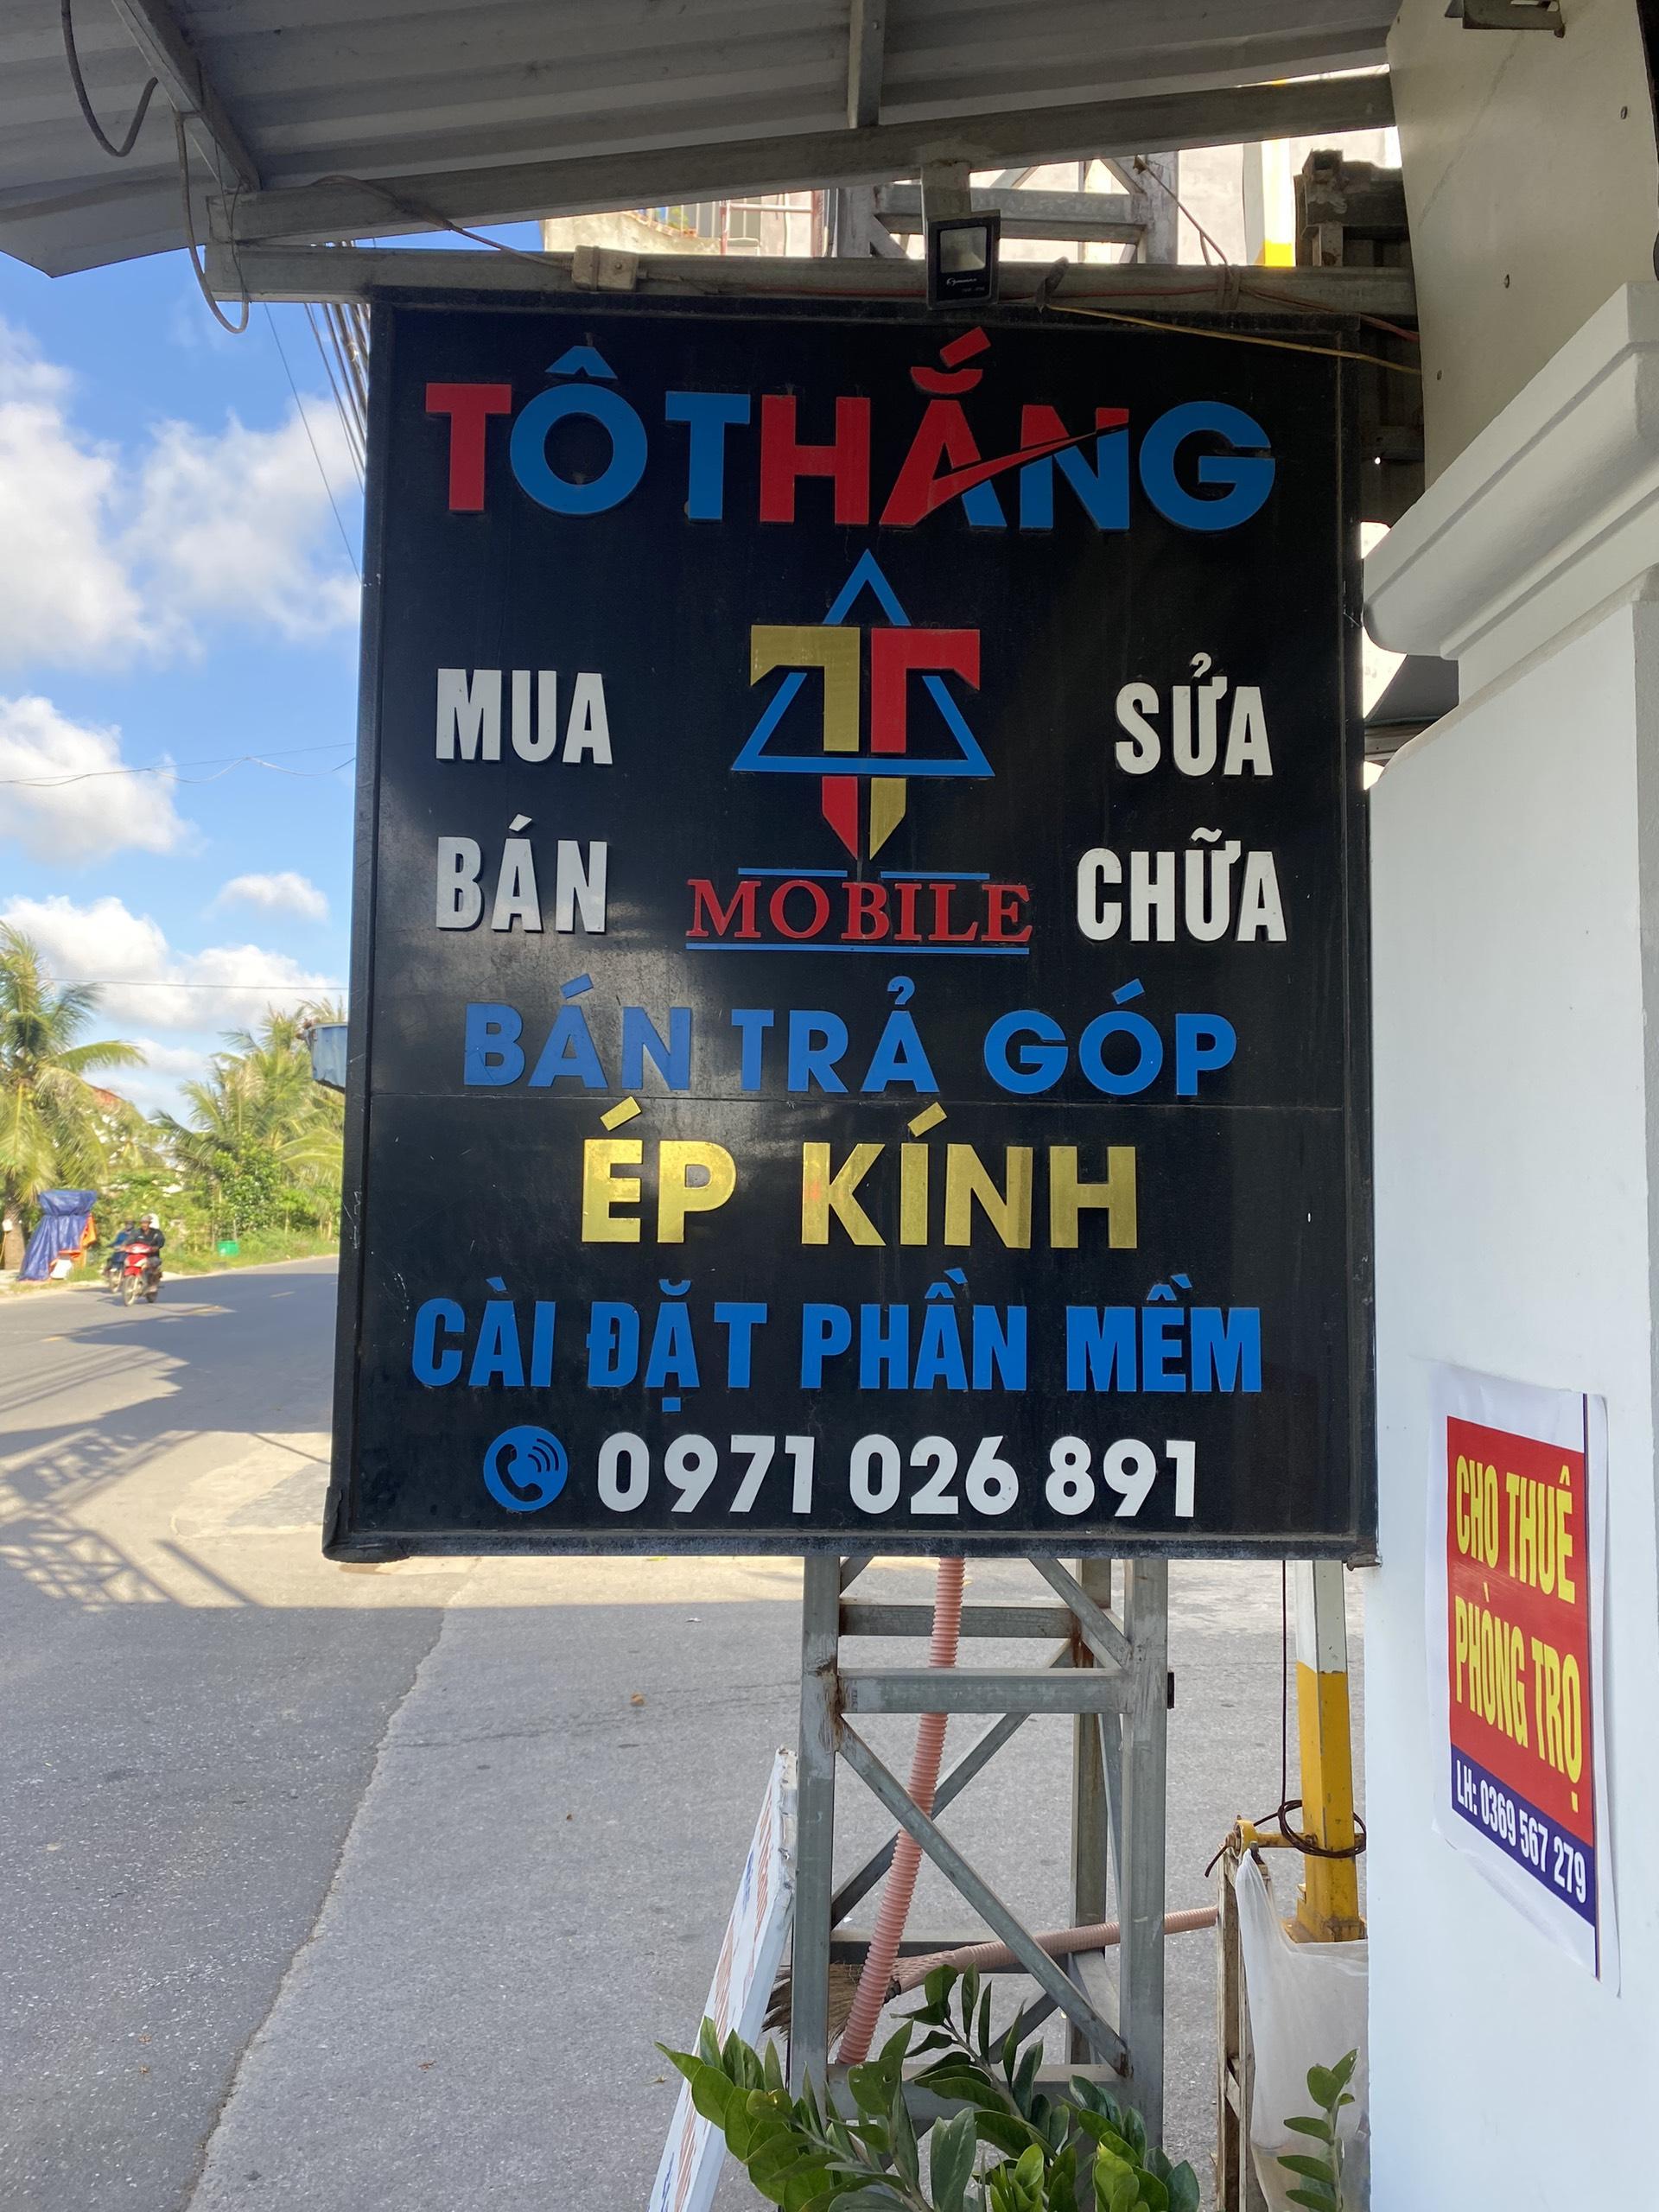 TÔ THẮNG
TT
MUA
BÁN
MOBILE
SỬA
CHỮA
BÁN TRẢ GÓP
ÉP KÍNH
CÀI ĐẶT PHẦN MỀM
0971 026 891
CHO THUÊ
PHÒNG TRỌ
LH: 0369 567 279